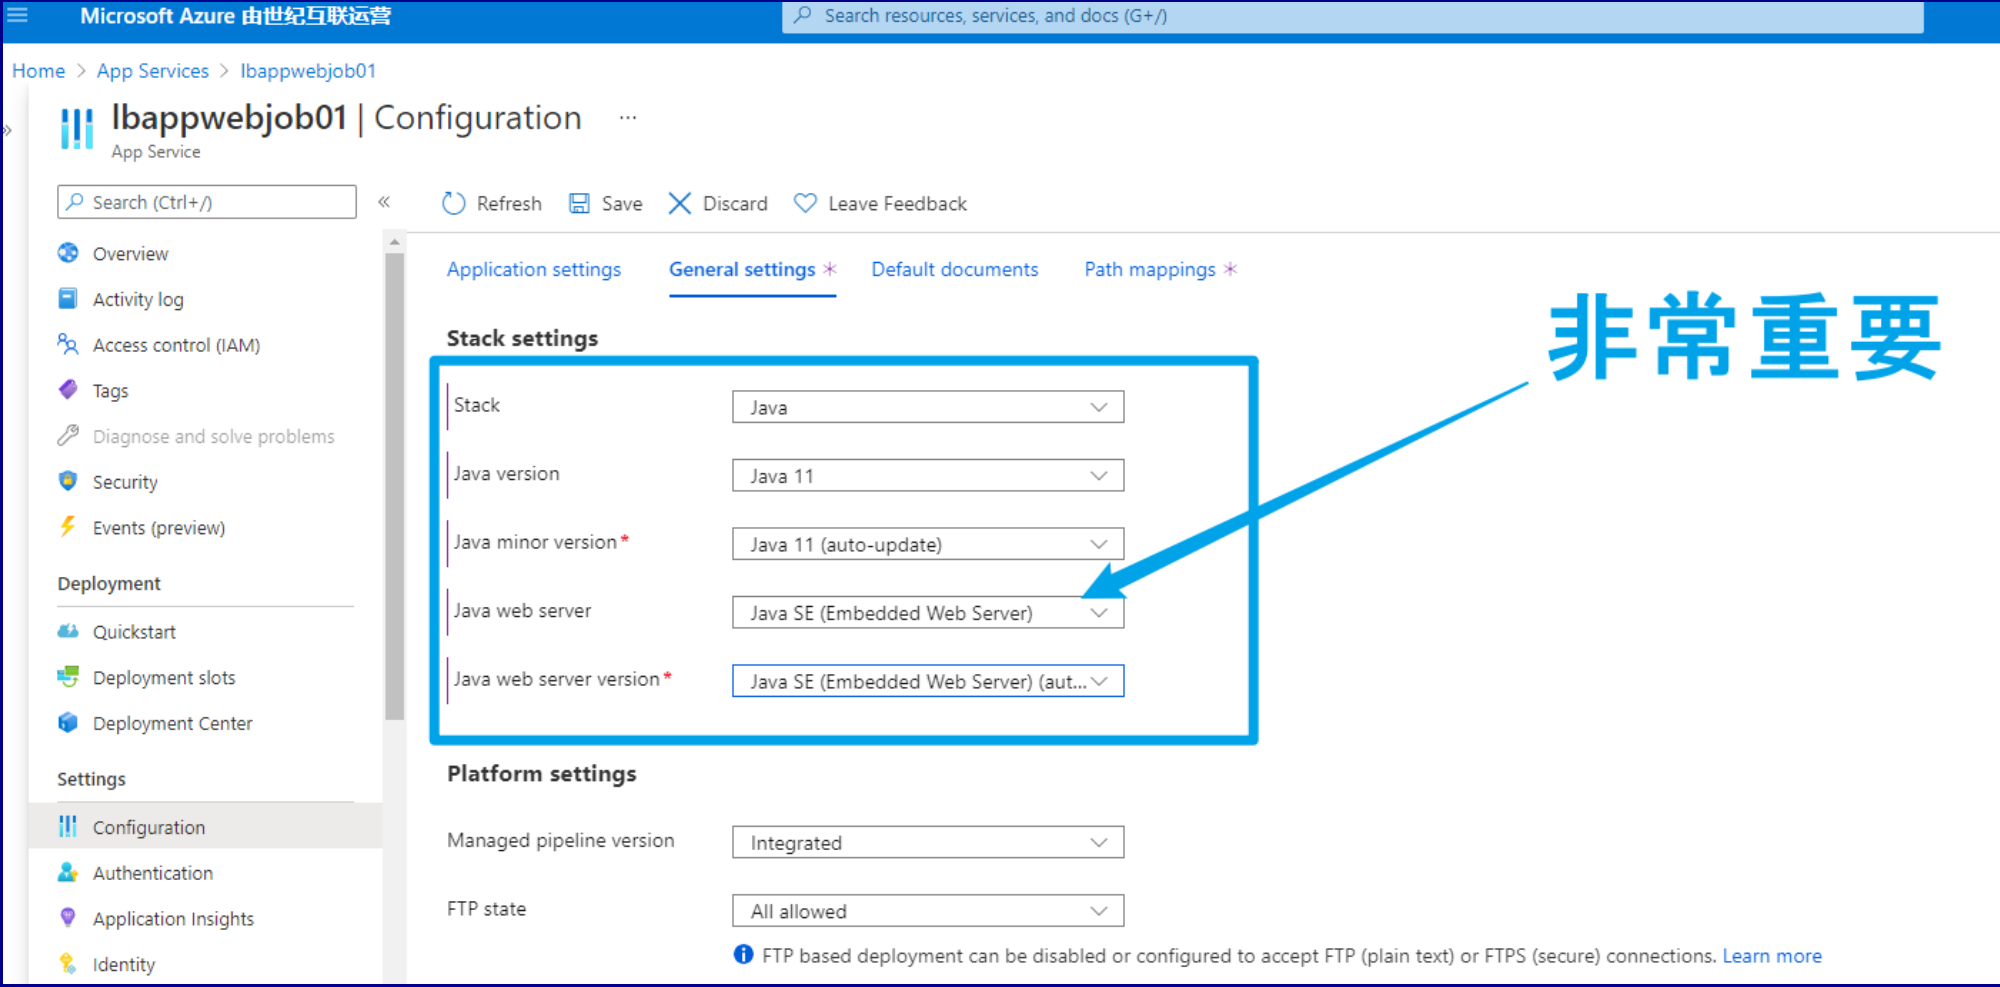 Microsoft Azure 由世纪互联运营
Search resources, services, and docs (G+/)
Home > App Services > lbappwebjob01
lbappwebjob01 | Configuration ...
App Service
Search (Ctrl+/)
«
Refresh Save Discard Leave Feedback
Overview
Activity log
Access control (IAM)
Tags
Diagnose and solve problems
Security
Events (preview)
Deployment
Quickstart
Deployment slots
Deployment Center
Settings
Configuration
Authentication
Application Insights
Identity
Application settings General settings * Default documents Path mappings *
非常重要
Stack settings
Stack Java
Java version Java 11
Java minor version * Java 11 (auto-update)
Java web server Java SE (Embedded Web Server)
Java web server version * Java SE (Embedded Web Server) (aut...
Platform settings
Managed pipeline version Integrated
FTP state All allowed
FTP based deployment can be disabled or configured to accept FTP (plain text) or FTPS (secure) connections. Learn more